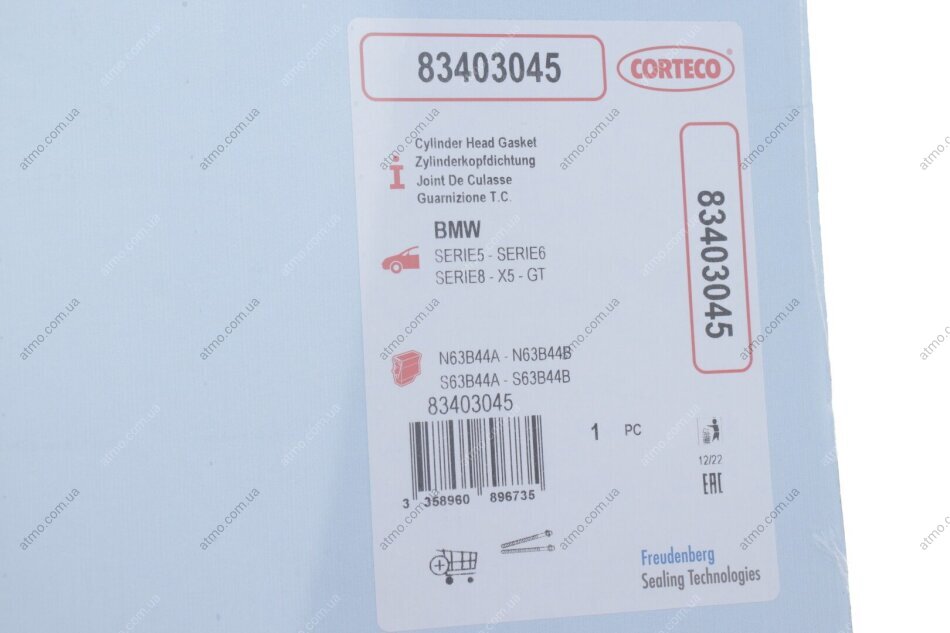 83403045
CORTECO®
Cylinder Head Gasket
Zylinderkopfdichtung
Joint De Culasse
Guarnizione T.C.
BMW
SERIE5 - SERIE6
SERIE8 - X5 - GT
83403045
N63B44A - N63B44B
S63B44A - S63B44B
83403045
1 PC
12/22
EAC
3 358960 896735
Freudenberg
Sealing Technologies
atmo.com.ua